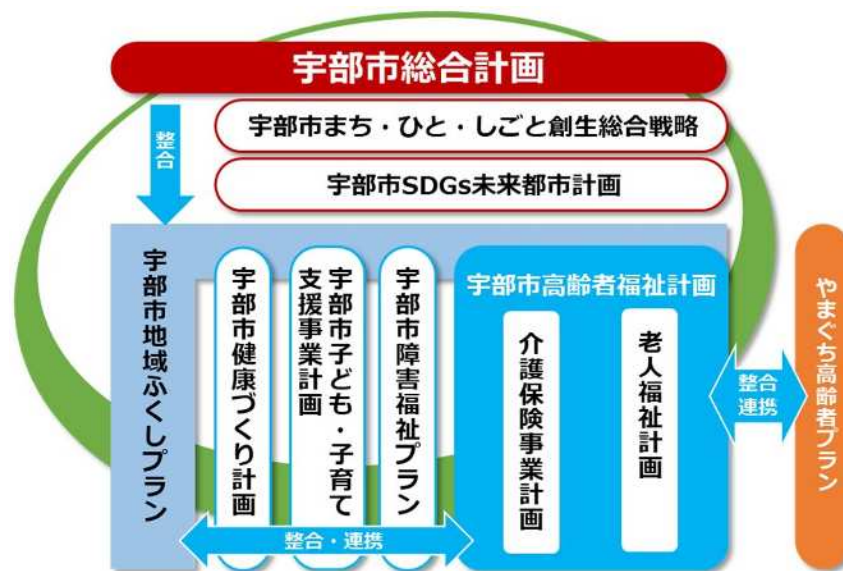 宇部市総合計画
整合
宇部市まち・ひと・しごと創生総合戦略
宇部市SDGs未来都市計画
宇部市地域ふくしプラン
宇部市健康づくり計画
宇部市子ども・子育て
支援事業計画
宇部市障害福祉プラン
宇部市高齢者福祉計画
介護保険事業計画
老人福祉計画
整合
連携
やまぐち高齢者プラン
整合・連携